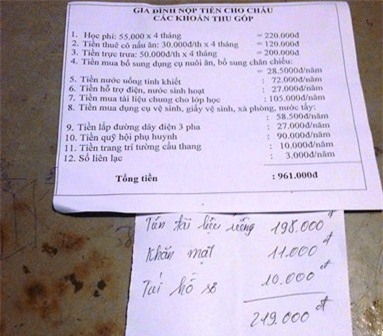 GIA ĐÌNH NỘP TIỀN CHO CHÁU
CÁC KHOẢN THU GÓP
1. Học phí: 55.000 x 4 tháng = 220.000đ
2. Tiền thuê cô nấu ăn: 30.000đ/th x 4 tháng = 120.000đ
3. Tiền trực trưa: 50.000đ/th x 4 tháng = 200.000đ
4. Tiền mua bổ sung dụng cụ nuôi ăn, bổ sung chăn chiếu:
= 28.5000đ/năm
5. Tiền nước uống tinh khiết : 72.000đ/năm
6. Tiền hỗ trợ điện, nước sinh hoạt : 27.000đ/năm
7. Tiền mua tài liệu chung cho lớp học : 105.000đ/năm
8. Tiền mua dụng cụ vệ sinh, giấy vệ sinh, xà phòng, nước tẩy:
: 58.500đ/năm
9. Tiền lắp đường dây điện 3 pha : 27.000đ/năm
10. Tiền quỹ hội phụ huynh : 90.000đ/năm
11. Tiền trang trí tường cầu thang : 10.000đ/năm
12. Sổ liên lạc : 3.000đ/năm
Tổng tiền : 961.000đ
tài liệu riêng 198.000đ
Khăn mặt 11.000đ
Túi hồ sơ 10.000đ
219.000đ